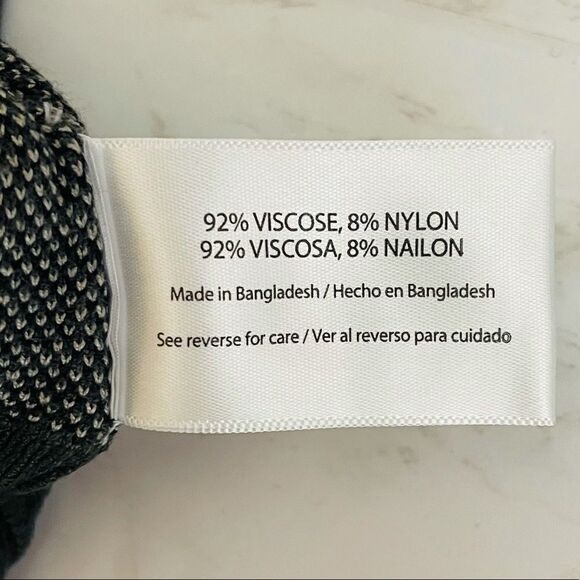 92% VISCOSE, 8% NYLON
92% VISCOSA, 8% NAILON
Made in Bangladesh / Hecho en Bangladesh
See reverse for care / Ver al reverso para cuidado